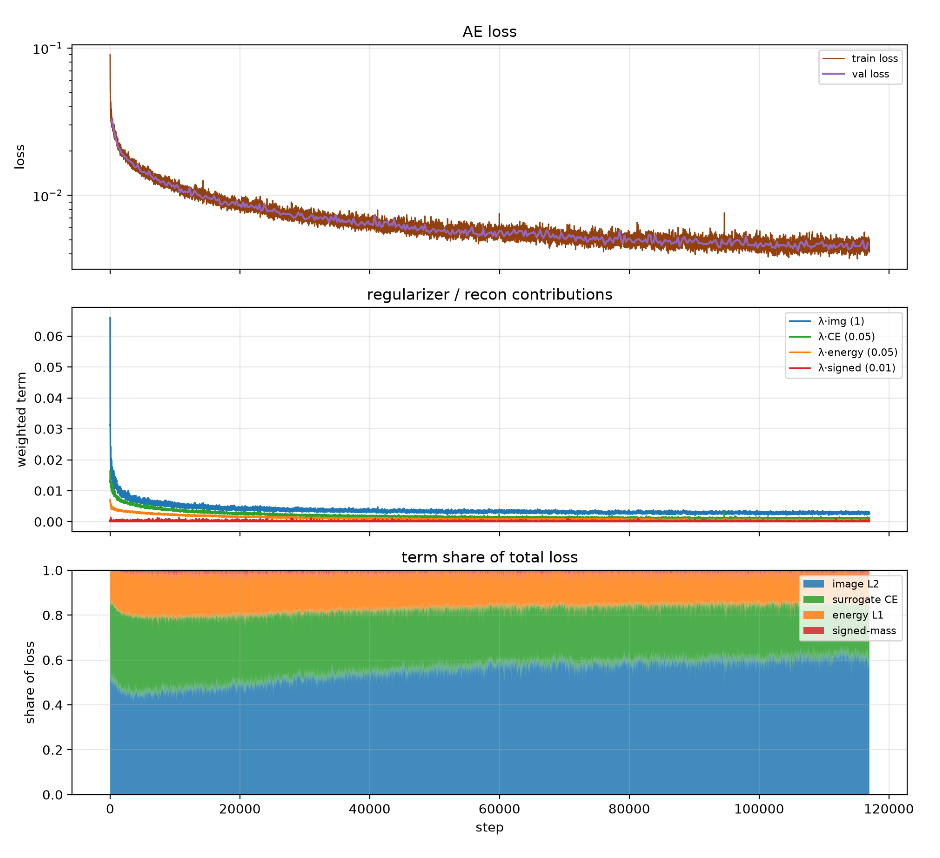 AE loss
10⁻¹
10⁻²
loss
train loss
val loss
regularizer / recon contributions
0.06
0.05
0.04
0.03
0.02
0.01
0.00
weighted term
λ·img (1)
λ·CE (0.05)
λ·energy (0.05)
λ·signed (0.01)
term share of total loss
1.0
0.8
0.6
0.4
0.2
0.0
share of loss
image L2
surrogate CE
energy L1
signed-mass
0 20000 40000 60000 80000 100000 120000
step